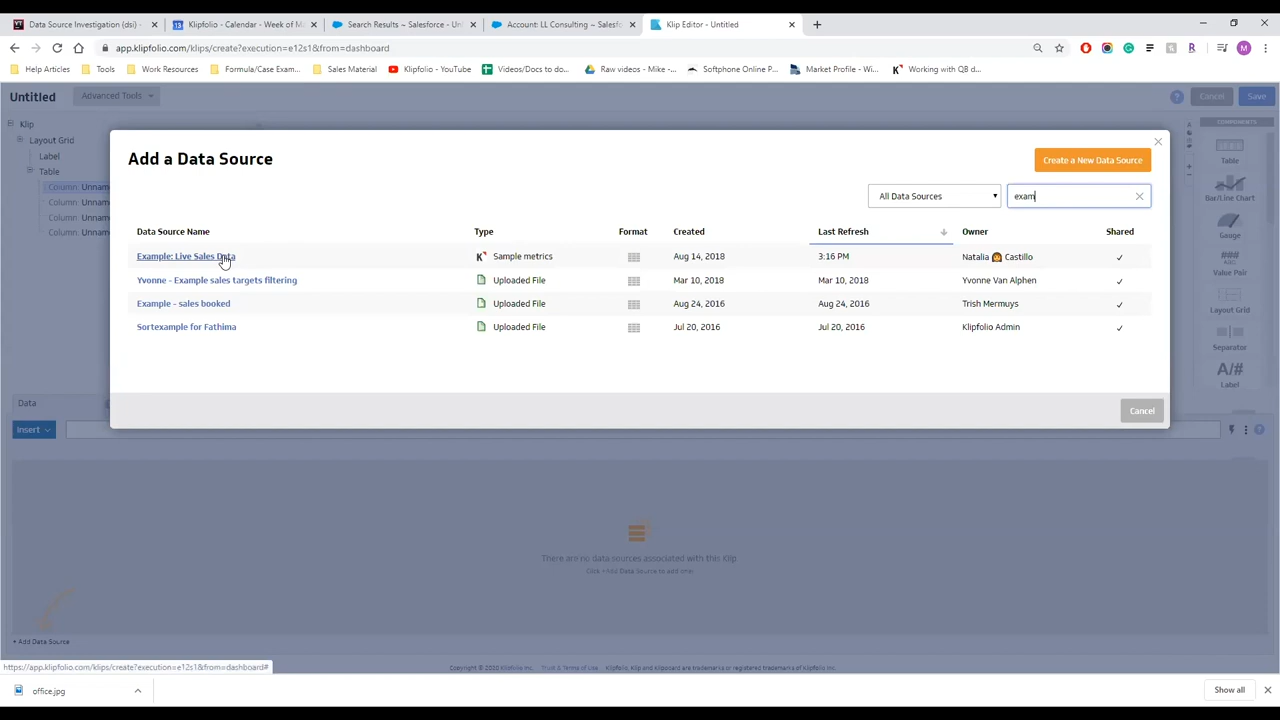 Data Source Investigation (dsi) -
Klipfolio - Calendar - Week of M
Search Results ~ Salesforce - Un
Account: LL Consulting ~ Salesfo
Klip Editor - Untitled
app.klipfolio.com/klips/create?execution=e12s1&from=dashboard
Help Articles
Tools
Work Resources
Formula/Case Exam...
Sales Material
Klipfolio - YouTube
Videos/Docs to do...
Raw videos - Mike -...
Softphone Online P...
Market Profile - Wi...
Working with QB d...
Untitled
Advanced Tools
Cancel
Save
Klip
Layout Grid
Label
Table
Column: Unnam
Column: Unnam
Column: Unnam
Column: Unnam
COMPONENTS
Table
Bar/Line Chart
Gauge
Value Pair
Layout Grid
Separator
A/#
Label
Add a Data Source
Create a New Data Source
All Data Sources
exam
Data Source Name Type Format Created Last Refresh Owner Shared
Example: Live Sales Data Sample metrics Aug 14, 2018 3:16 PM Natalia Castillo ✓
Yvonne - Example sales targets filtering Uploaded File Mar 10, 2018 Mar 10, 2018 Yvonne Van Alphen ✓
Example - sales booked Uploaded File Aug 24, 2016 Aug 24, 2016 Trish Mermuys ✓
Sortexample for Fathima Uploaded File Jul 20, 2016 Jul 20, 2016 Klipfolio Admin ✓
Cancel
Data
Insert
There are no data sources associated with this Klip
Click +Add Data Source to add one
+ Add Data Source
https://app.klipfolio.com/klips/create?execution=e12s1&from=dashboard#
Copyright © 2020 Klipfolio Inc. Trust & Terms of Use Klipfolio, Klip and Klipboard are trademarks or registered trademarks of Klipfolio Inc.
office.jpg
Show all